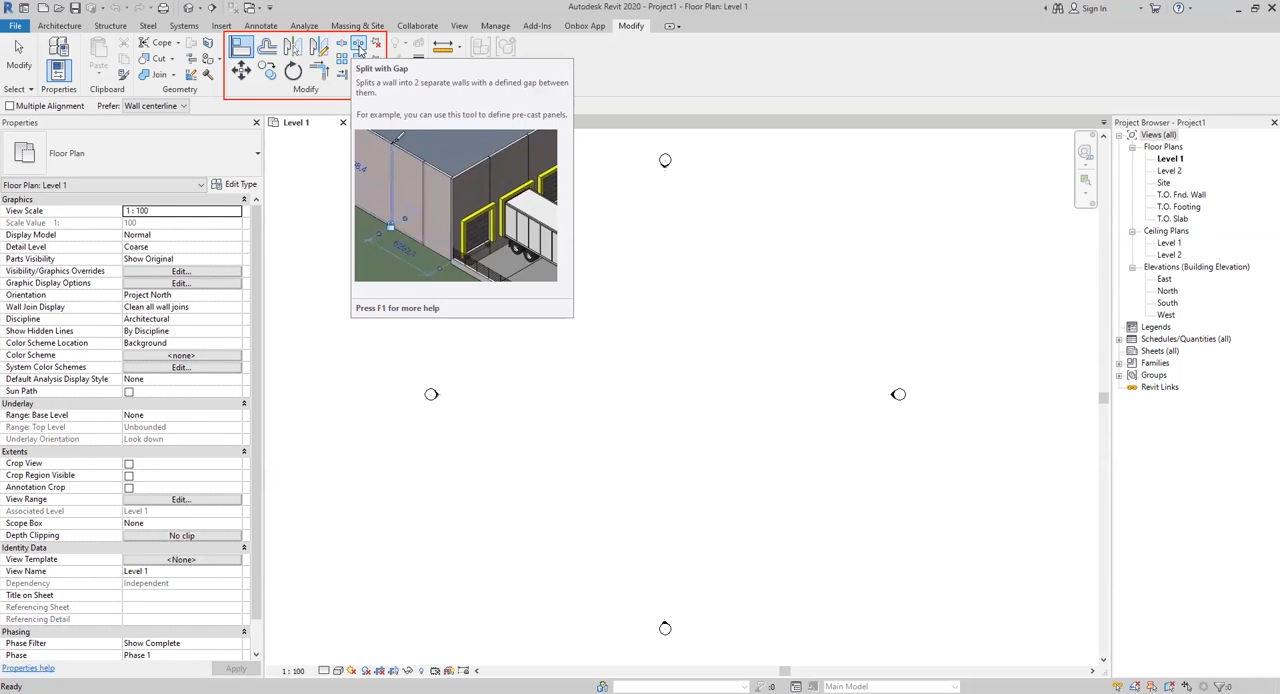 Autodesk Revit 2020 - Project1 - Floor Plan: Level 1
Sign In
File
Architecture
Structure
Steel
Systems
Insert
Annotate
Analyze
Massing & Site
Collaborate
View
Manage
Add-Ins
Onbox App
Modify
Modify
Paste
Cope
Cut
Join
Select
Properties
Clipboard
Geometry
Modify
Multiple Alignment
Prefer:
Wall centerline
Split with Gap
Splits a wall into 2 separate walls with a defined gap between
them.
For example, you can use this tool to define pre-cast panels.
Press F1 for more help
Properties
Floor Plan
Floor Plan: Level 1
Edit Type
Graphics
View Scale 1 : 100
Scale Value 1: 100
Display Model Normal
Detail Level Coarse
Parts Visibility Show Original
Visibility/Graphics Overrides Edit...
Graphic Display Options Edit...
Orientation Project North
Wall Join Display Clean all wall joins
Discipline Architectural
Show Hidden Lines By Discipline
Color Scheme Location Background
Color Scheme <none>
System Color Schemes Edit...
Default Analysis Display Style None
Sun Path
Underlay
Range: Base Level None
Range: Top Level Unbounded
Underlay Orientation Look down
Extents
Crop View
Crop Region Visible
Annotation Crop
View Range Edit...
Associated Level Level 1
Scope Box None
Depth Clipping No clip
Identity Data
View Template <None>
View Name Level 1
Dependency Independent
Title on Sheet
Referencing Sheet
Referencing Detail
Phasing
Phase Filter Show Complete
Phase Phase 1
Properties help
Apply
Level 1
Project Browser - Project1
Views (all)
Floor Plans
Level 1
Level 2
Site
T.O. Fnd. Wall
T.O. Footing
T.O. Slab
Ceiling Plans
Level 1
Level 2
Elevations (Building Elevation)
East
North
South
West
Legends
Schedules/Quantities (all)
Sheets (all)
Families
Groups
Revit Links
1 : 100
Ready
:0
Main Model
:0